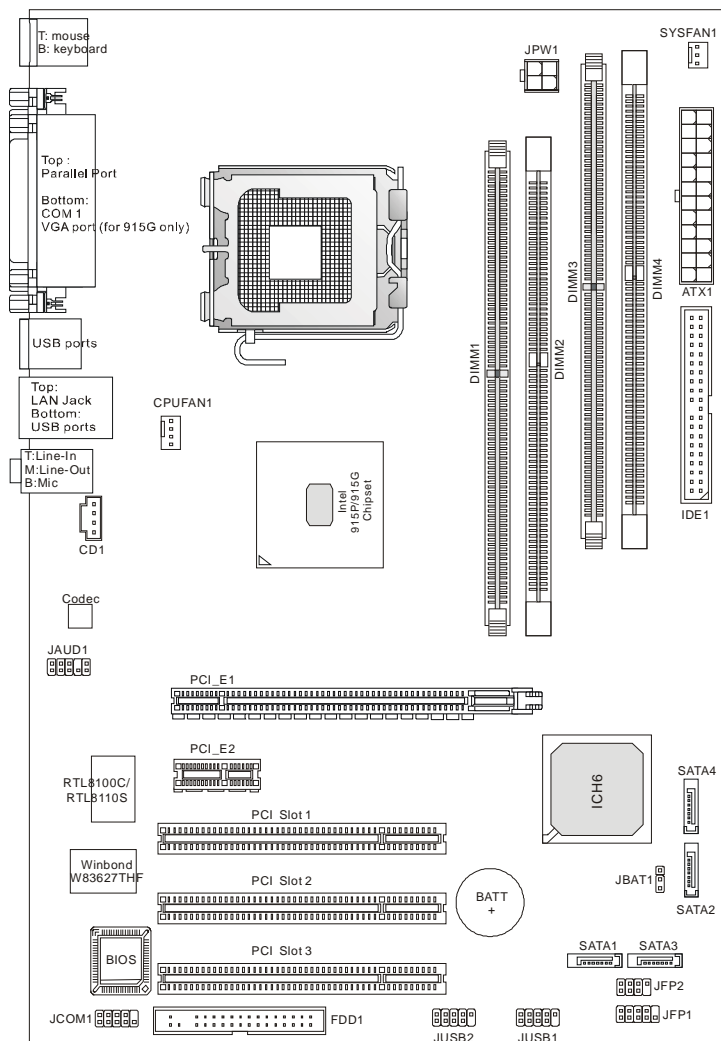 T: mouse
B: keyboard
SYSFAN1
JPW1
Top :
Parallel Port
Bottom:
COM 1
VGA port (for 915G only)
DIMM1
DIMM2
DIMM3
DIMM4
ATX1
USB ports
Top:
LAN Jack
Bottom:
USB ports
CPUFAN1
T:Line-In
M:Line-Out
B:Mic
Intel
915P/915G
Chipset
IDE1
CD1
Codec
JAUD1
PCI_E1
PCI_E2
RTL8100C/
RTL8110S
ICH6
SATA4
PCI Slot 1
Winbond
W83627THF
PCI Slot 2
BATT
+
JBAT1
SATA2
BIOS
PCI Slot 3
SATA1
SATA3
JFP2
JCOM1
FDD1
JUSB2
JUSB1
JFP1